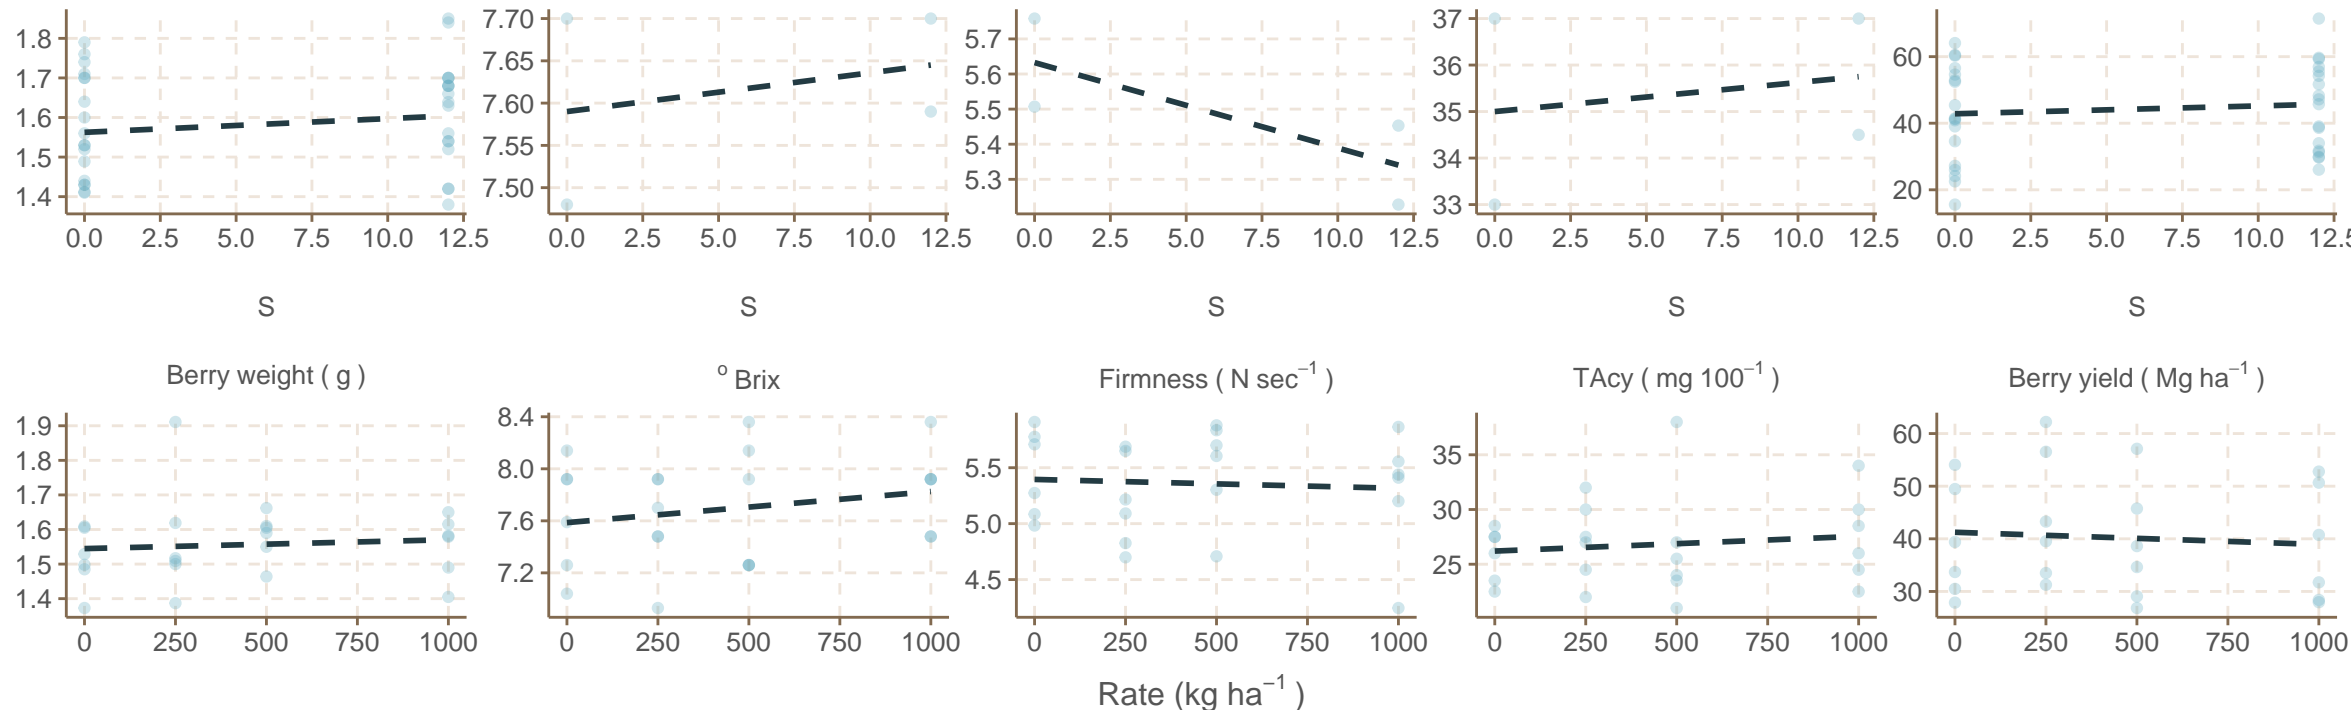 1.8
1.7
1.6
1.5
1.4
0.0 2.5 5.0 7.5 10.0 12.5
7.70
7.65
7.60
7.55
7.50
0.0 2.5 5.0 7.5 10.0 12.5
5.7
5.6
5.5
5.4
5.3
0.0 2.5 5.0 7.5 10.0 12.5
37
36
35
34
33
0.0 2.5 5.0 7.5 10.0 12.5
60
40
20
0.0 2.5 5.0 7.5 10.0 12.5
S S S S S
Berry weight ( g )
o Brix
Firmness ( N sec−1 )
TAcy ( mg 100−1 )
Berry yield ( Mg ha−1 )
1.9
1.8
1.7
1.6
1.5
1.4
0 250 500 750 1000
8.4
8.0
7.6
7.2
0 250 500 750 1000
5.5
5.0
4.5
0 250 500 750 1000
35
30
25
0 250 500 750 1000
60
50
40
30
0 250 500 750 1000
Rate (kg ha−1 )